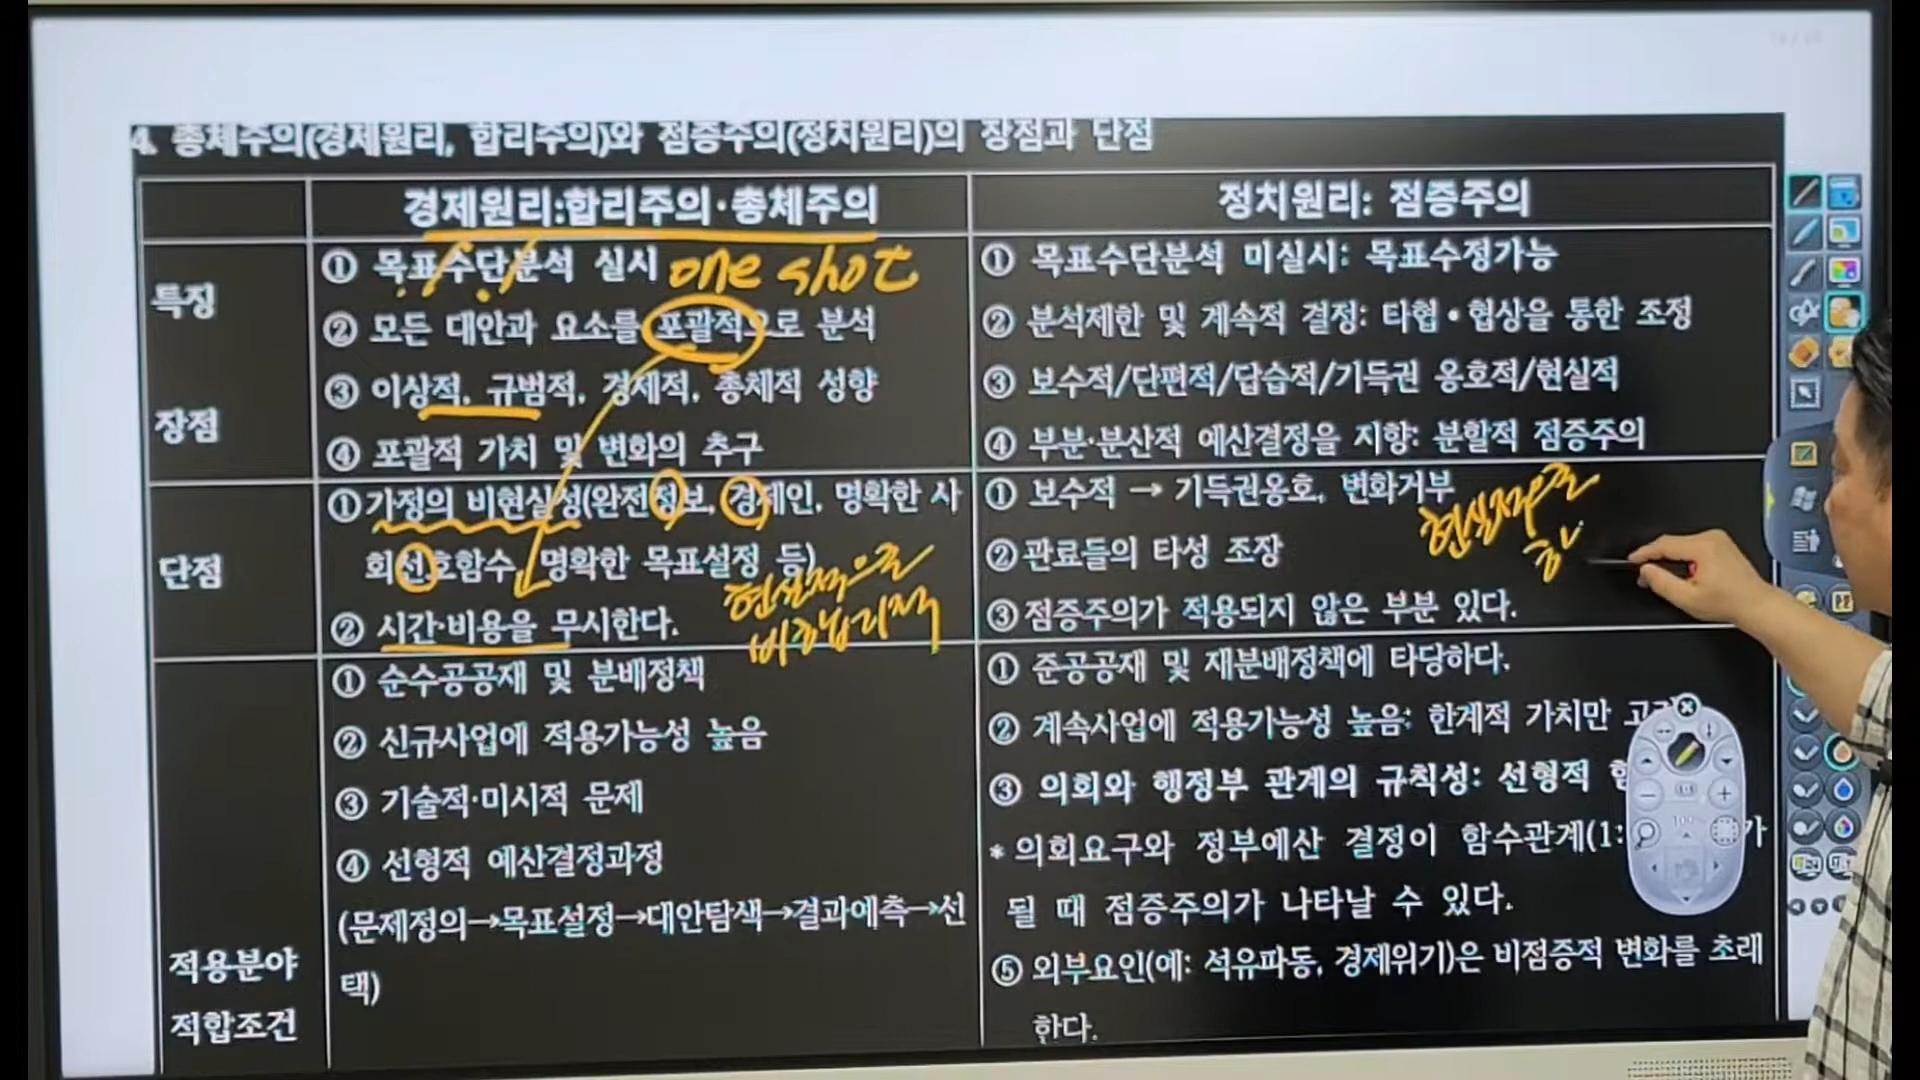 4. 총체주의(경제원리, 합리주의)와 점증주의(정치원리)의 장점과 단점
경제원리:합리주의·총체주의
정치원리: 점증주의
특징
장점
① 목표수단분석 실시
one shot
② 모든 대안과 요소를 포괄적으로 분석
③ 이상적, 규범적, 경제적, 총체적 성향
④ 포괄적 가치 및 변화의 추구
① 목표수단분석 미실시: 목표수정가능
② 분석제한 및 계속적 결정: 타협•협상을 통한 조정
③ 보수적/단편적/답습적/기득권 옹호적/현실적
④ 부분·분산적 예산결정을 지향: 분할적 점증주의
단점
① 가정의 비현실성(완전정보, 경제인, 명확한 사
회선호함수, 명확한 목표설정 등)
② 시간·비용을 무시한다.
현실적으로
비합리적
① 보수적 → 기득권옹호, 변화거부
② 관료들의 타성 조장
③ 점증주의가 적용되지 않은 부분 있다.
현실적으로
적용분야
적합조건
① 순수공공재 및 분배정책
② 신규사업에 적용가능성 높음
③ 기술적·미시적 문제
④ 선형적 예산결정과정
(문제정의→목표설정→대안탐색→결과예측→선
택)
① 준공공재 및 재분배정책에 타당하다.
② 계속사업에 적용가능성 높음: 한계적 가치만
③ 의회와 행정부 관계의 규칙성: 선형적
* 의회요구와 정부예산 결정이 함수관계(1: 가
될 때 점증주의가 나타날 수 있다.
⑤ 외부요인(예: 석유파동, 경제위기)은 비점증적 변화를 초래
한다.